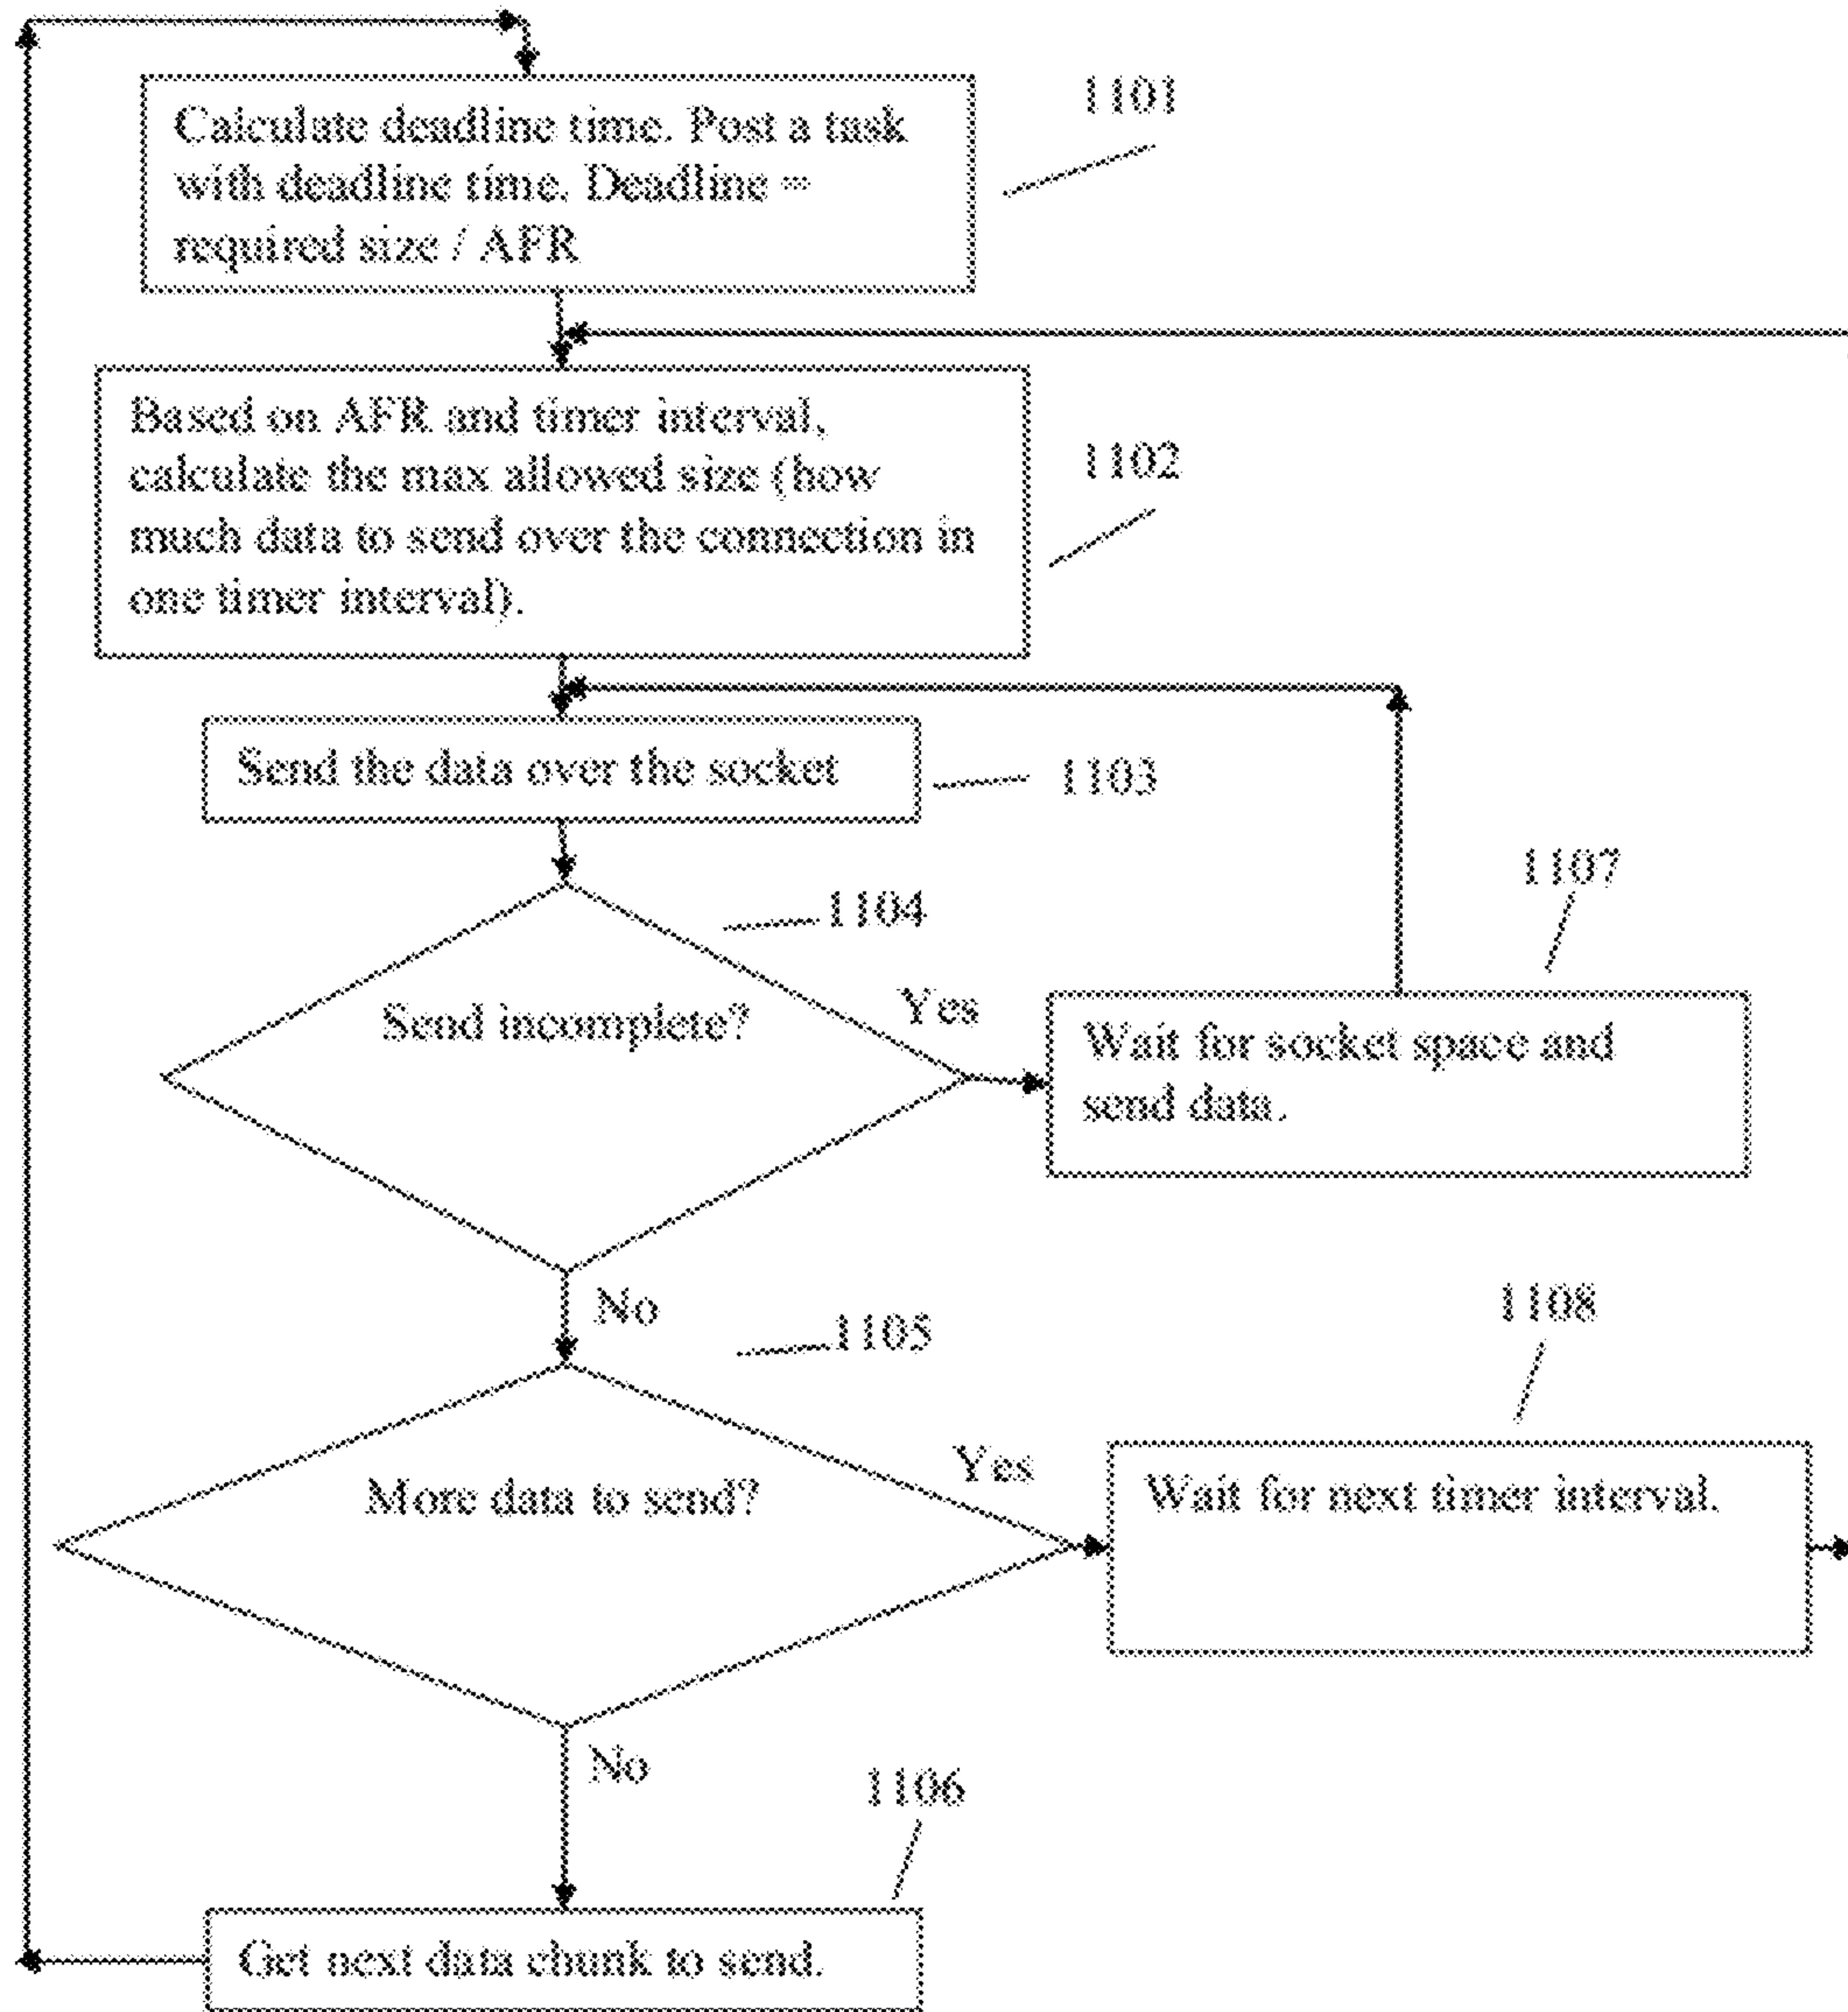 Calculate deadline time. Post a task
with deadline time. Deadline =
required size / AFR
1101
Based on AFR and timer interval,
calculate the max allowed size (how
much data to send over the connection in
one timer interval).
1102
Send the data over the socket
1103
1104
Send incomplete?
Yes
1107
Wait for socket space and
send data.
No
1105
More data to send?
Yes
1108
Wait for next timer interval.
No
1106
Get next data chunk to send.